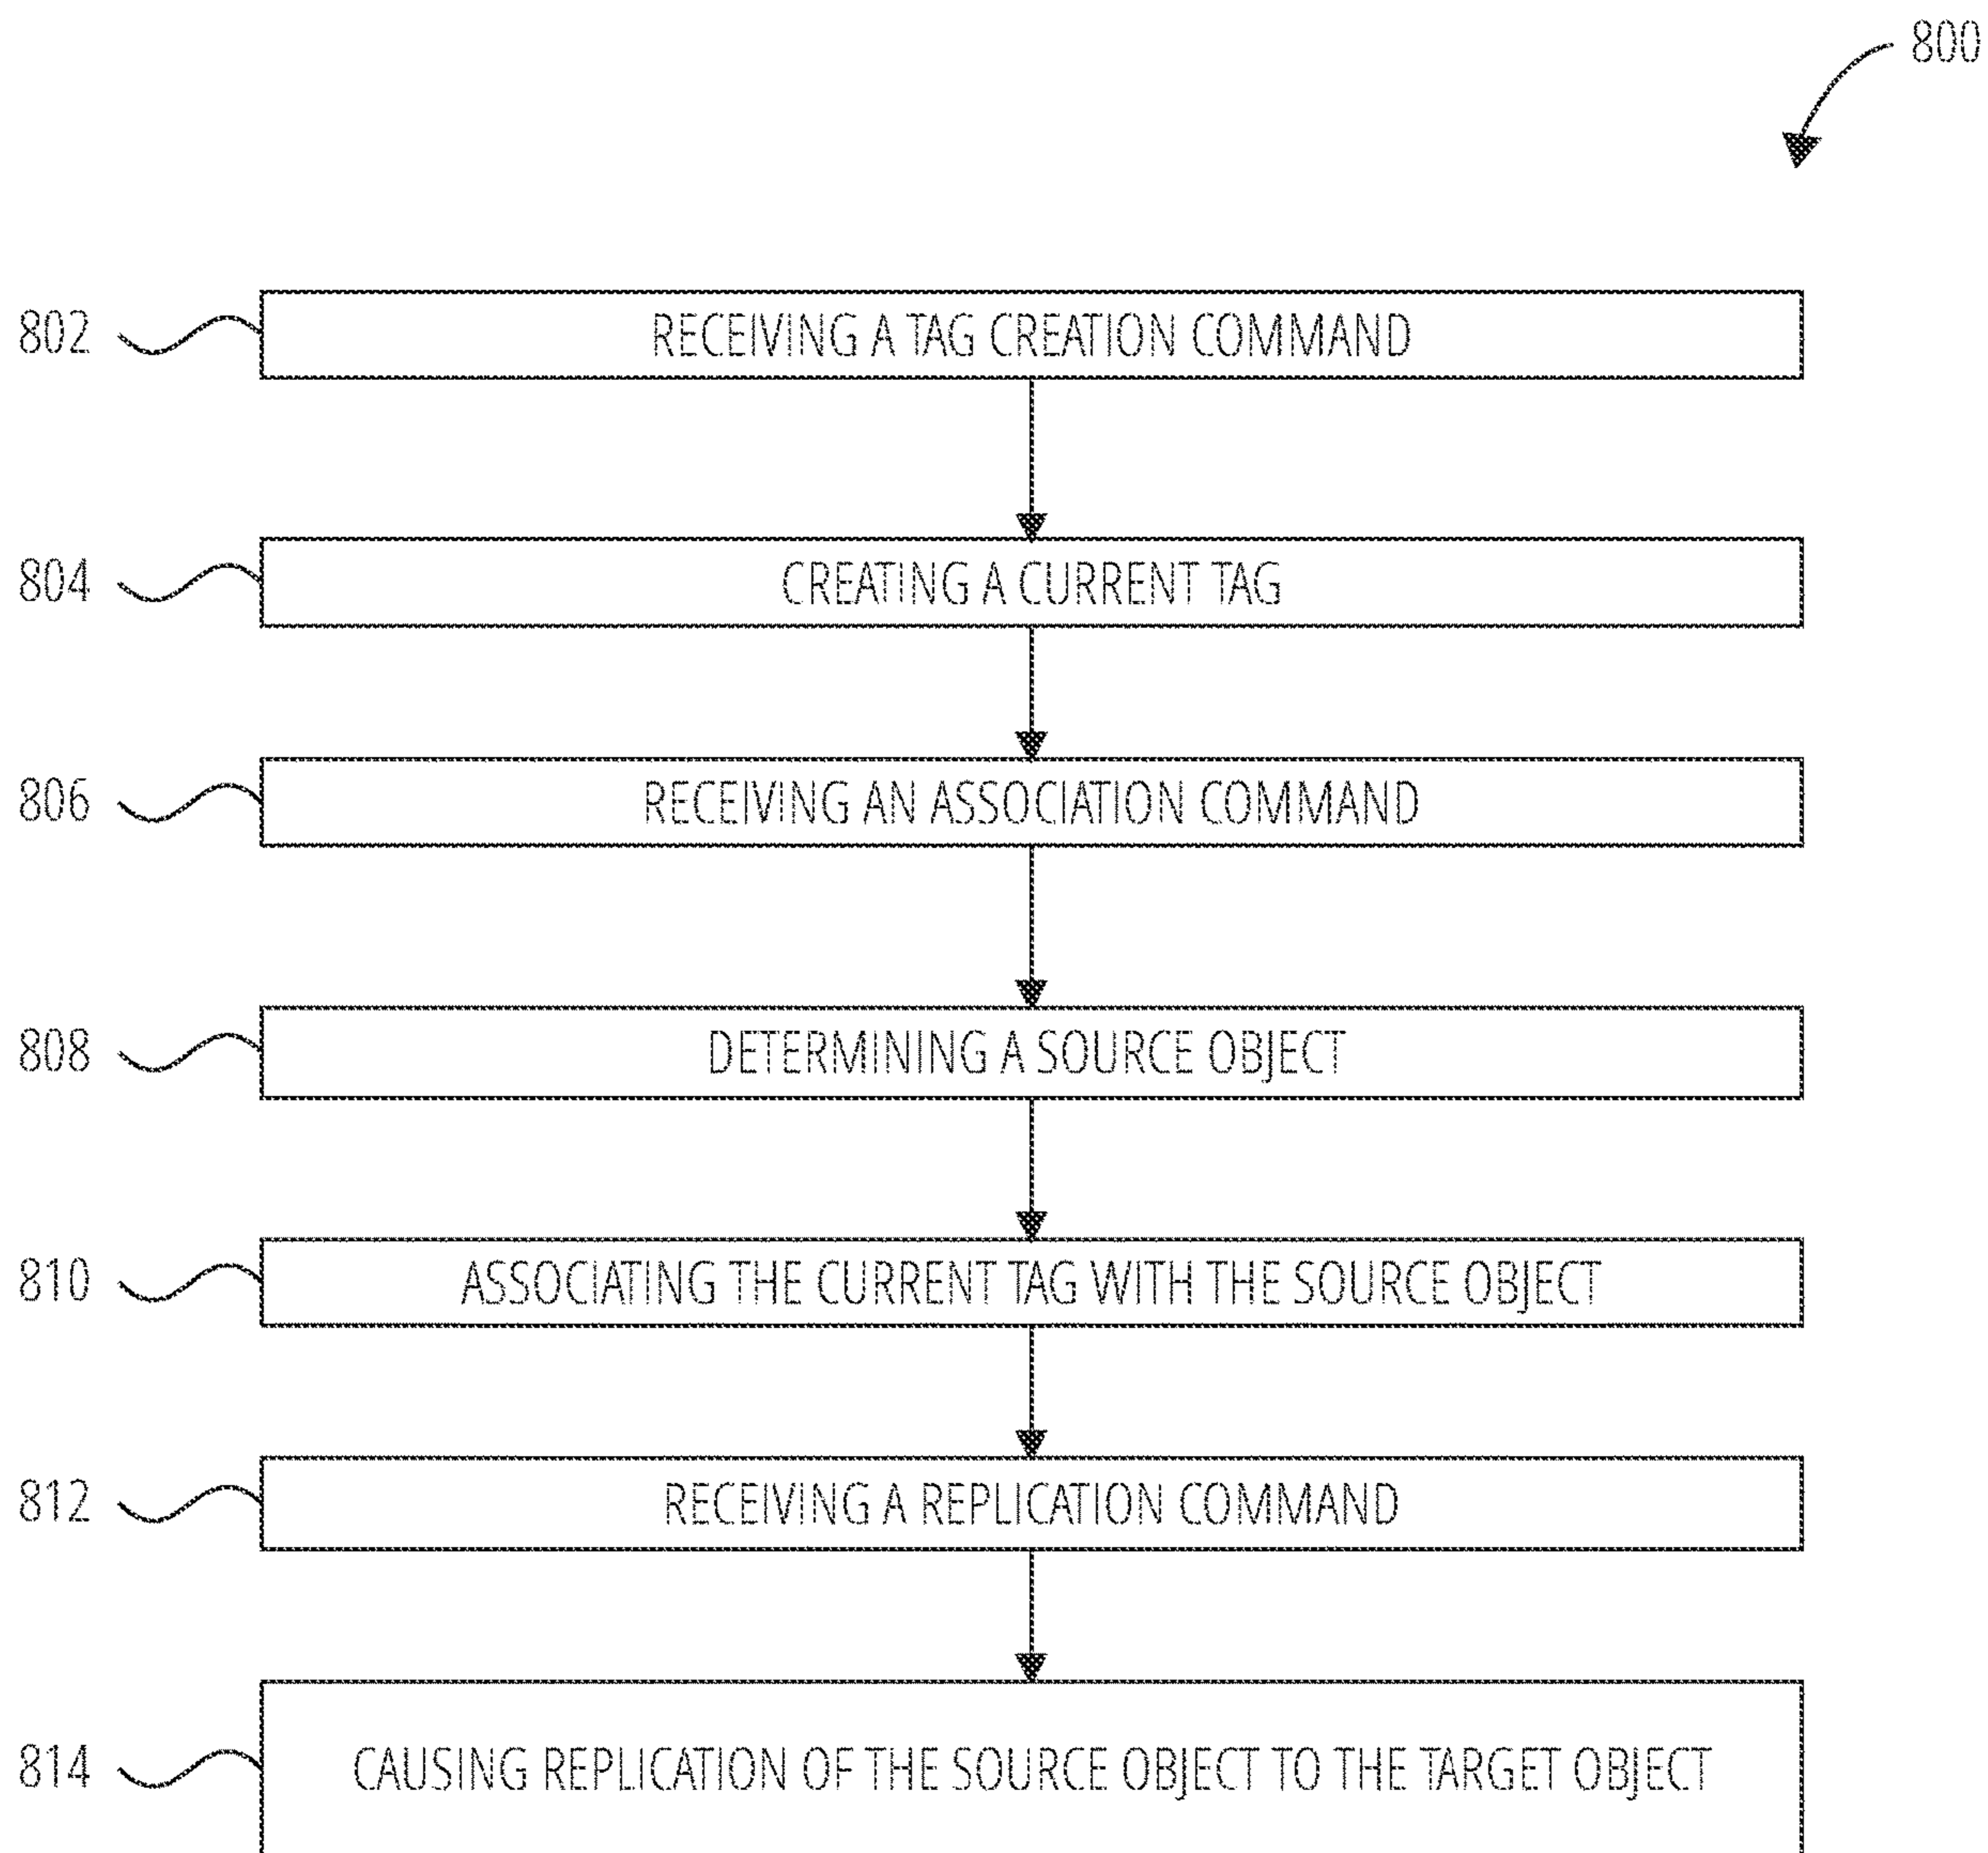 800
802 RECEIVING A TAG CREATION COMMAND
804 CREATING A CURRENT TAG
806 RECEIVING AN ASSOCIATION COMMAND
808 DETERMINING A SOURCE OBJECT
810 ASSOCIATING THE CURRENT TAG WITH THE SOURCE OBJECT
812 RECEIVING A REPLICATION COMMAND
814 CAUSING REPLICATION OF THE SOURCE OBJECT TO THE TARGET OBJECT